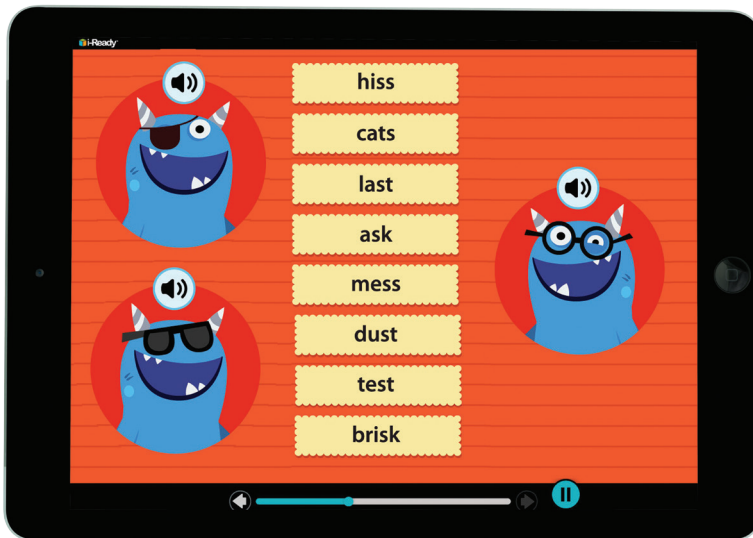 i-Ready
hiss
cats
last
ask
mess
dust
test
brisk